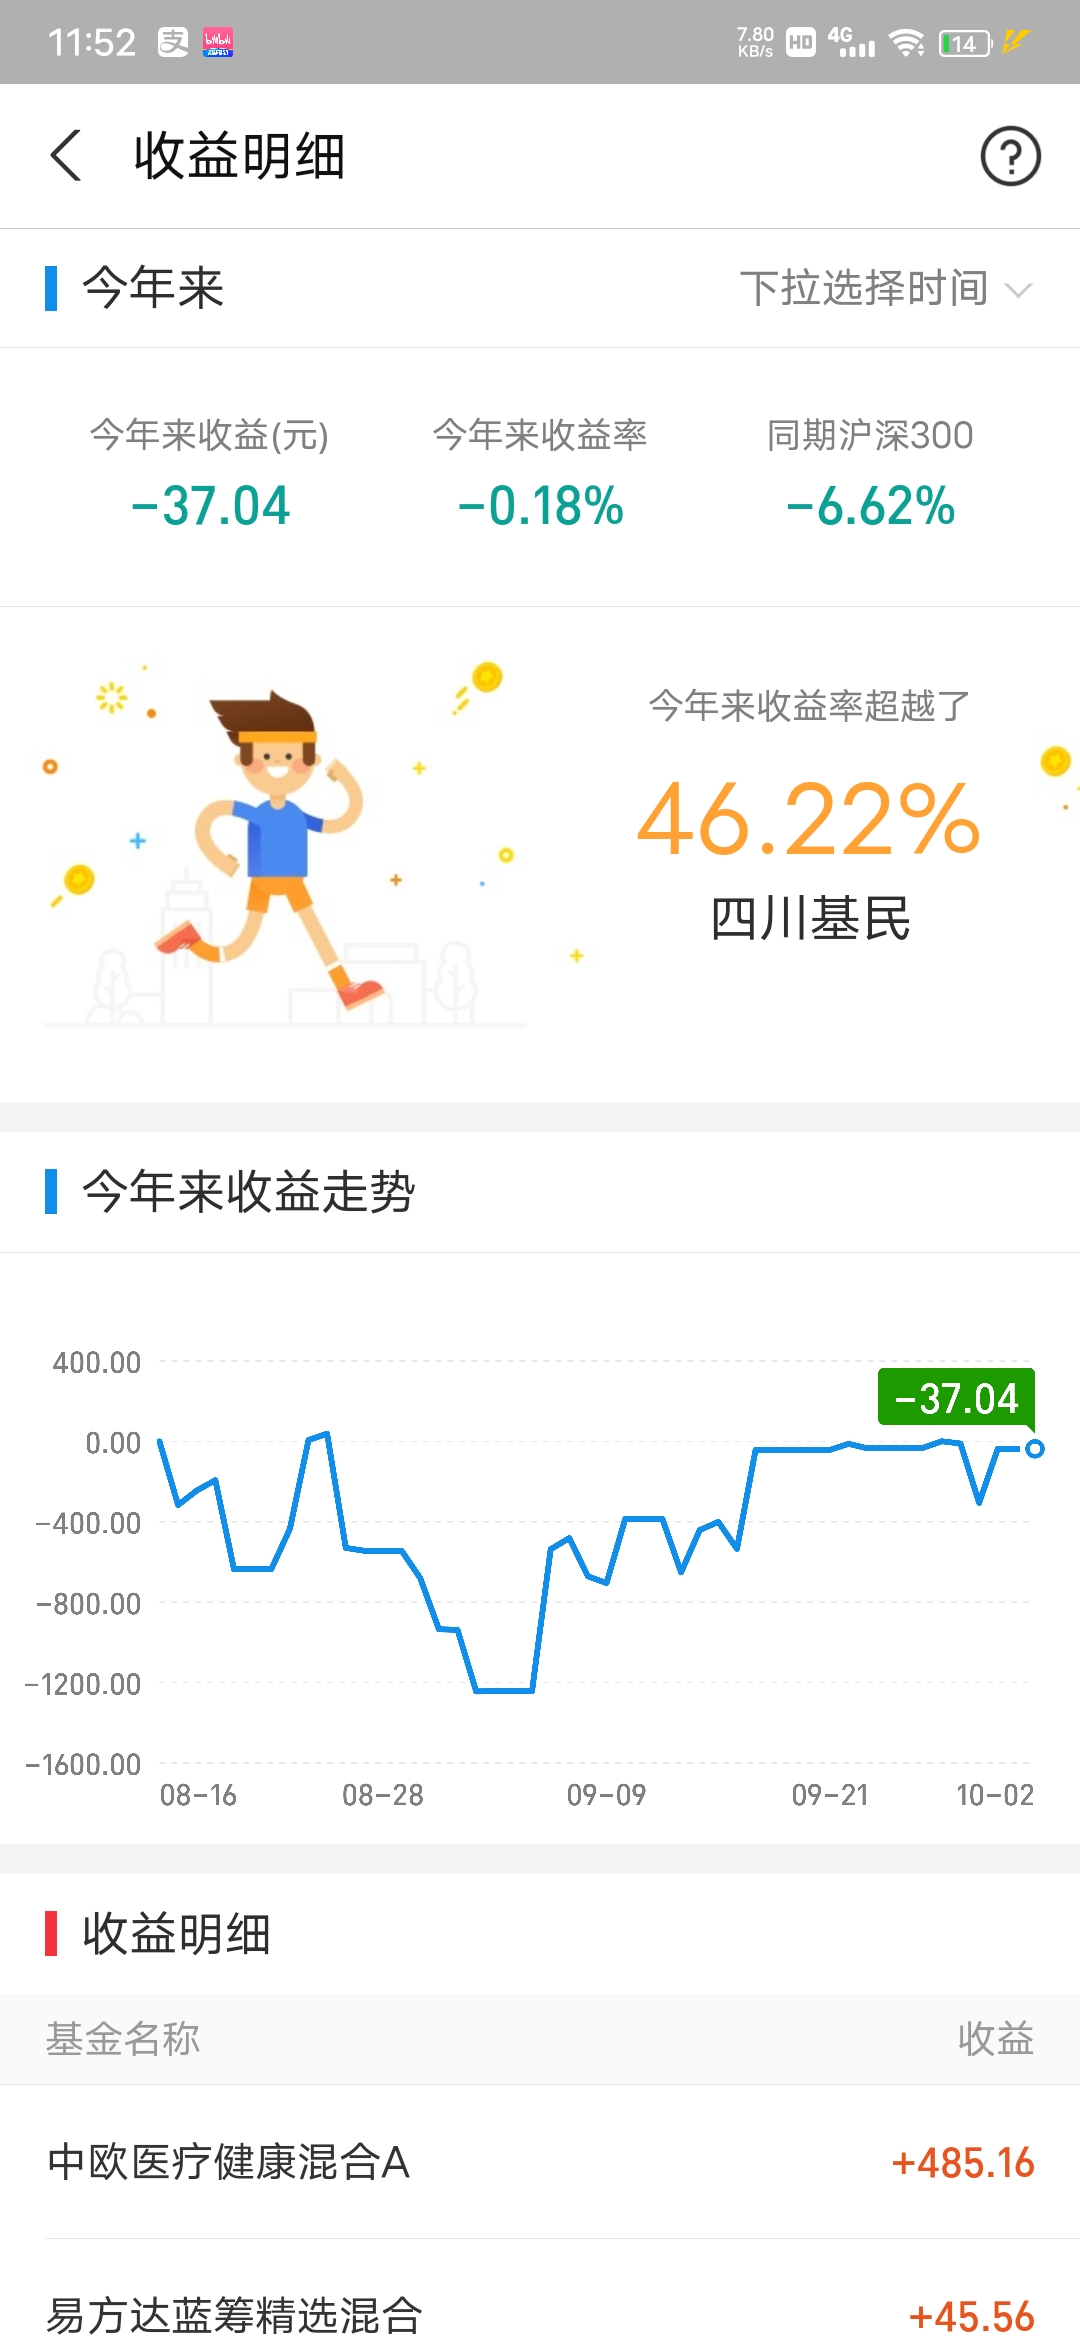 11:52 支 bilibili 7.80 KB/s HD 4G 14
收益明细 ?
今年来 下拉选择时间
今年来收益(元) 今年来收益率 同期沪深300
-37.04 -0.18% -6.62%
今年来收益率超越了
46.22%
四川基民
今年来收益走势
400.00
-37.04
0.00
-400.00
-800.00
-1200.00
-1600.00
08-16 08-28 09-09 09-21 10-02
收益明细
基金名称 收益
中欧医疗健康混合A +485.16
易方达蓝筹精选混合 +45.56